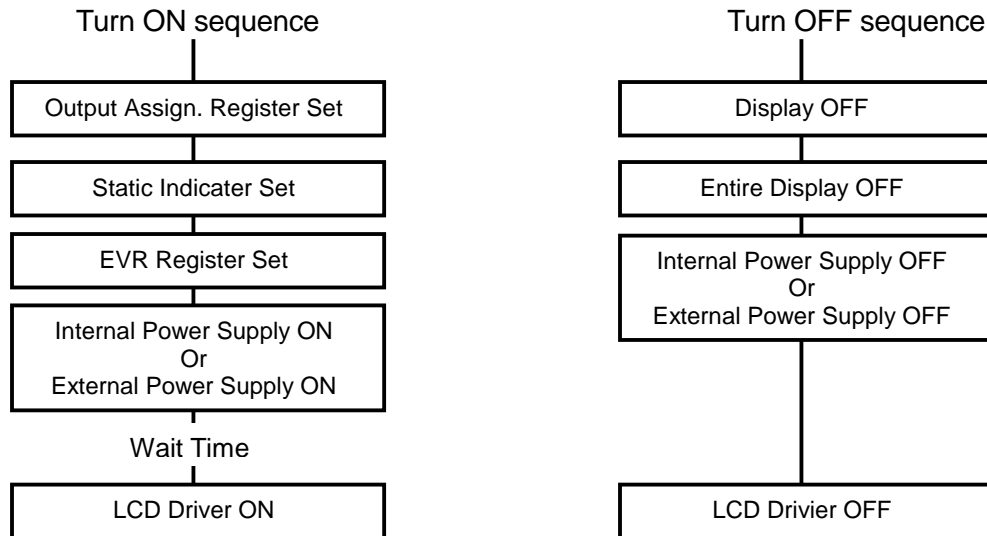 Turn ON sequence
Output Assign. Register Set
Static Indicater Set
EVR Register Set
Internal Power Supply ON
Or
External Power Supply ON
Wait Time
LCD Driver ON
Turn OFF sequence
Display OFF
Entire Display OFF
Internal Power Supply OFF
Or
External Power Supply OFF
LCD Drivier OFF